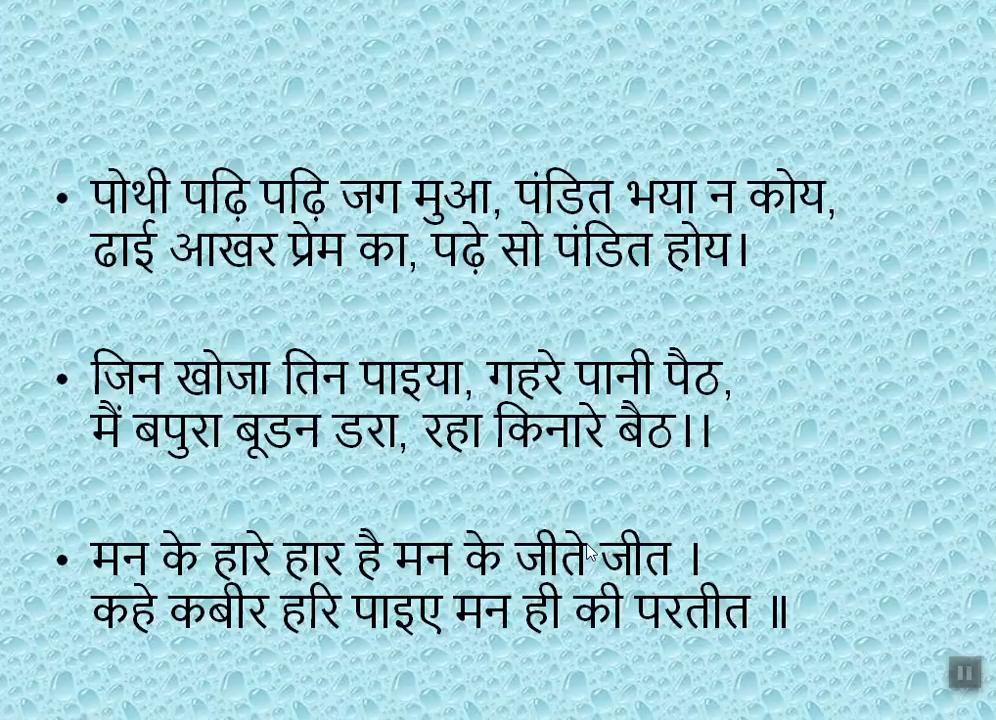 • पोथी पढ़ि पढ़ि जग मुआ, पंडित भया न कोय,
ढाई आखर प्रेम का, पढ़े सो पंडित होय।
• जिन खोजा तिन पाइया, गहरे पानी पैठ,
मैं बपुरा बूडन डरा, रहा किनारे बैठ।।
• मन के हारे हार है मन के जीते जीत ।
कहे कबीर हरि पाइए मन ही की परतीत ॥